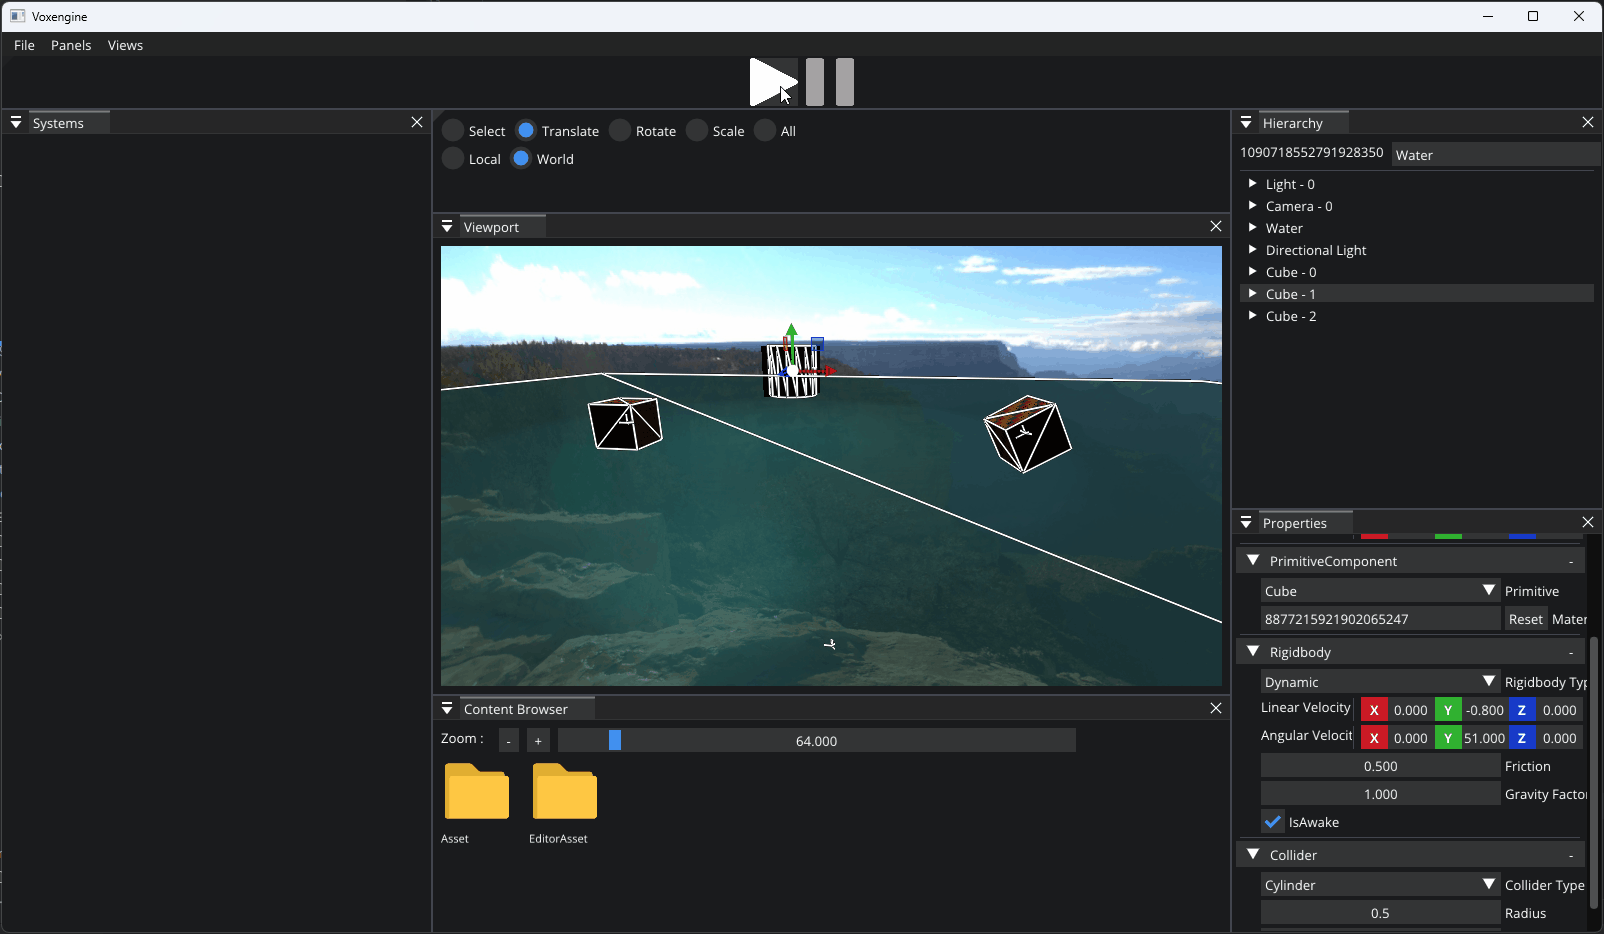 Voxengine
File Panels Views
Systems
Select Translate Rotate Scale All
Local World
Viewport
Content Browser
Zoom : - + 64.000
Asset EditorAsset
Hierarchy
1090718552791928350 Water
Light - 0
Camera - 0
Water
Directional Light
Cube - 0
Cube - 1
Cube - 2
Properties
PrimitiveComponent -
Cube Primitive
8877215921902065247 Reset Mater
Rigidbody -
Dynamic Rigidbody Typ
Linear Velocity X 0.000 Y -0.800 Z 0.000
Angular Velocit X 0.000 Y 51.000 Z 0.000
0.500 Friction
1.000 Gravity Facto
IsAwake
Collider -
Cylinder Collider Type
0.5 Radius